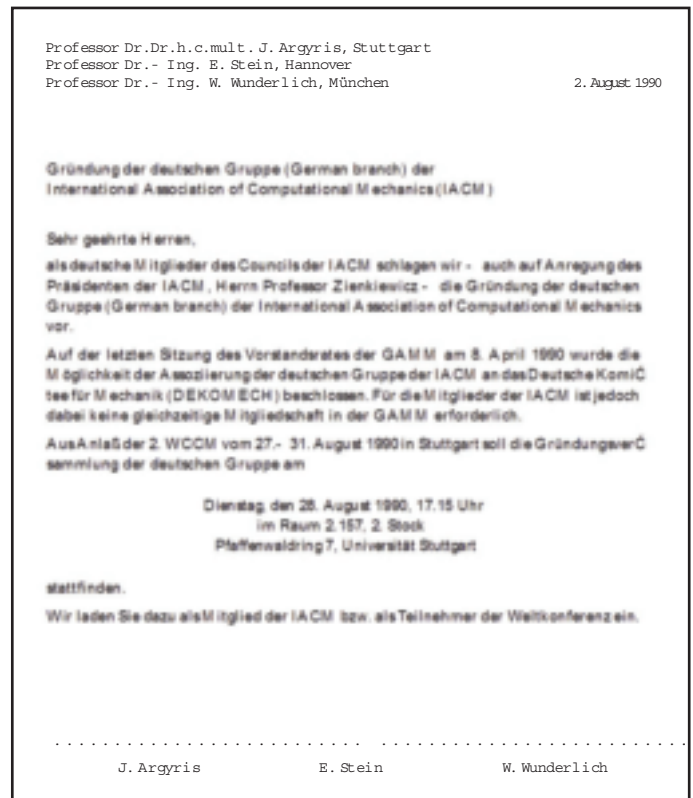 Professor Dr.Dr.h.c.mult. J. Argyris, Stuttgart
Professor Dr.- Ing. E. Stein, Hannover
Professor Dr.- Ing. W. Wunderlich, München 2. August 1990
Gründung der deutschen Gruppe (German branch) der
International Association of Computational Mechanics (IACM)
Sehr geehrte Herren,
als deutsche Mitglieder des Councils der IACM schlagen wir - auch auf Anregung des
Präsidenten der IACM, Herrn Professor Zienkiewicz - die Gründung der deutschen
Gruppe (German branch) der International Association of Computational Mechanics
vor.
Auf der letzten Sitzung des Vorstandsrates der GAMM am 8. April 1990 wurde die
Möglichkeit der Assoziierung der deutschen Gruppe der IACM an das Deutsche KomiČ
tee für Mechanik (DEKOMECH) beschlossen. Für die Mitglieder der IACM ist jedoch
dabei keine gleichzeitige Mitgliedschaft in der GAMM erforderlich.
Aus Anlaß der 2. WCCM vom 27.- 31. August 1990 in Stuttgart soll die GründungsverČ
sammlung der deutschen Gruppe am
Dienstag, den 28. August 1990, 17.15 Uhr
im Raum 2.157, 2. Stock
Pfaffenwaldring 7, Universität Stuttgart
stattfinden.
Wir laden Sie dazu als Mitglied der IACM bzw. als Teilnehmer der Weltkonferenz ein.
J. Argyris E. Stein W. Wunderlich